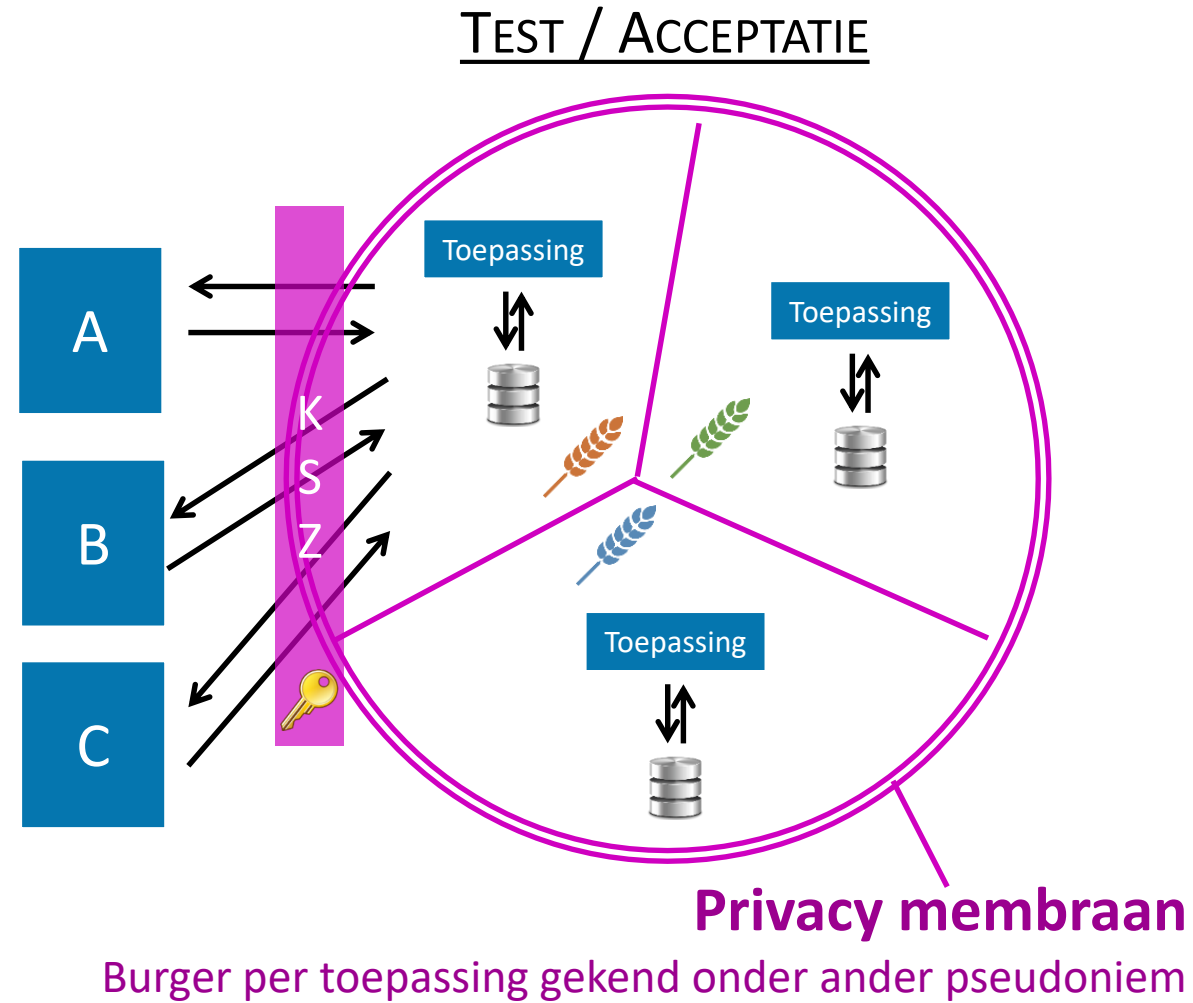 TEST / ACCEPTATIE
Toepassing
Toepassing
A
K
S
B
Z
Toepassing
C
Privacy membraan
Burger per toepassing gekend onder ander pseudoniem